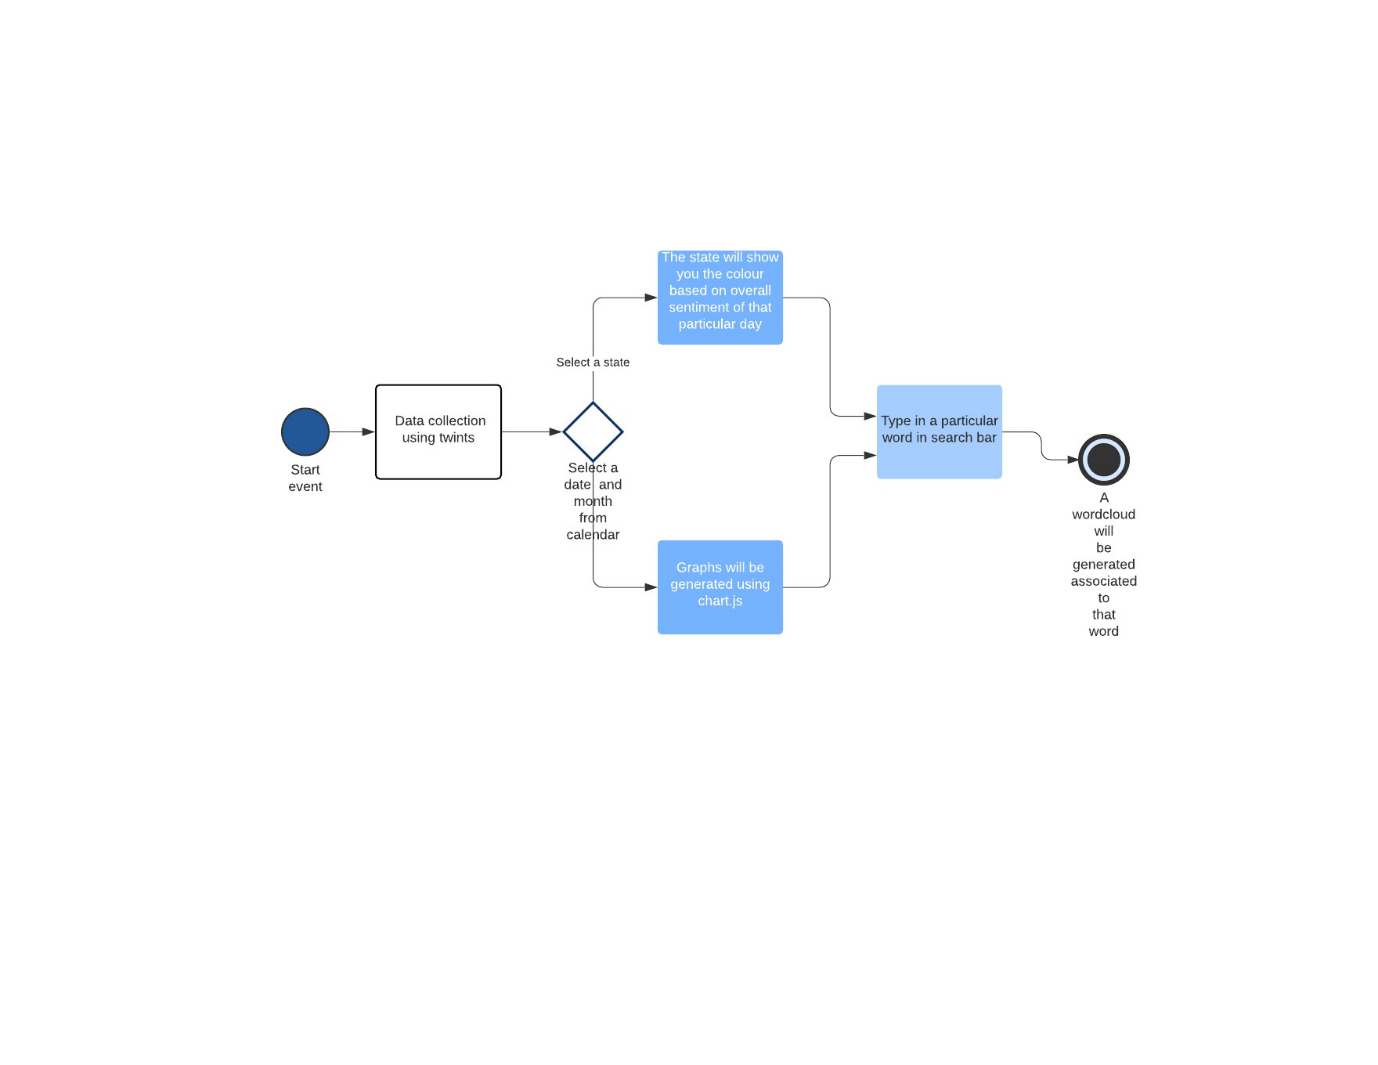 The state will show
you the colour
based on overall
sentiment of that
particular day
Select a state
Data collection
using twints
Type in a particular
word in search bar
Start
event
Select a
date  and
month
from
calendar
Graphs will be
generated using
chart.js
A
wordcloud
will
be
generated
associated
to
that
word